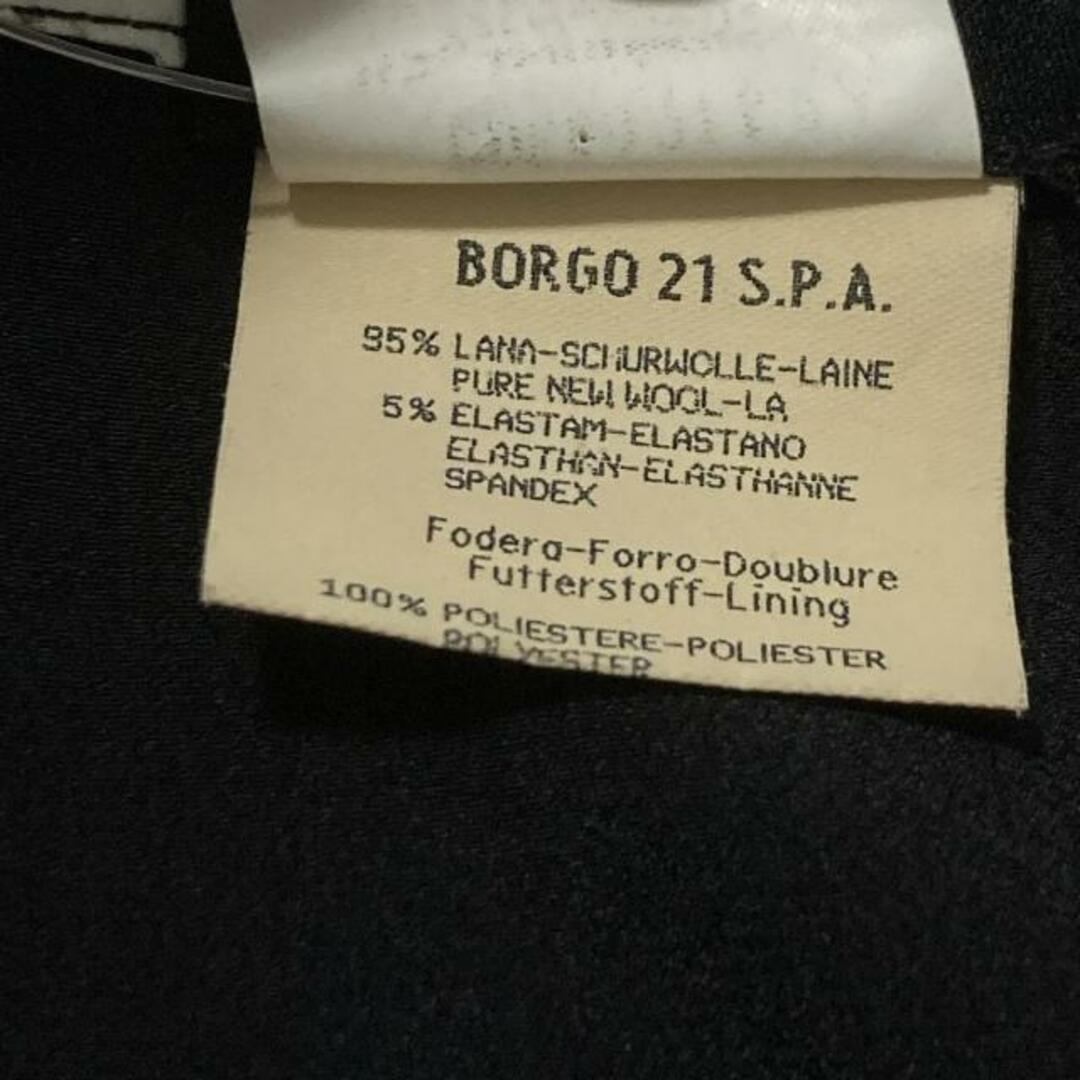 BORGO 21 S.P.A.
95% LANA-SCHURWOLLE-LAINE
PURE NEW WOOL-LA
5% ELASTAM-ELASTANO
ELASTHAN-ELASTHANNE
SPANDEX
Fodera-Forro-Doublure
Futterstoff-Lining
100% POLIESTERE-POLIESTER
POLYESTER